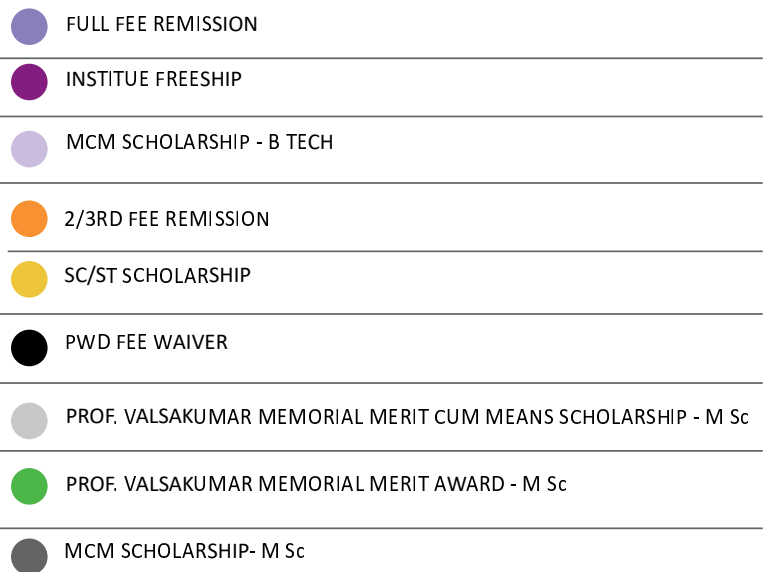 FULL FEE REMISSION
INSTITUE FREESHIP
MCM SCHOLARSHIP - B TECH
2/3RD FEE REMISSION
SC/ST SCHOLARSHIP
PWD FEE WAIVER
PROF. VALSAKUMAR MEMORIAL MERIT CUM MEANS SCHOLARSHIP - M Sc
PROF. VALSAKUMAR MEMORIAL MERIT AWARD - M Sc
MCM SCHOLARSHIP- M Sc